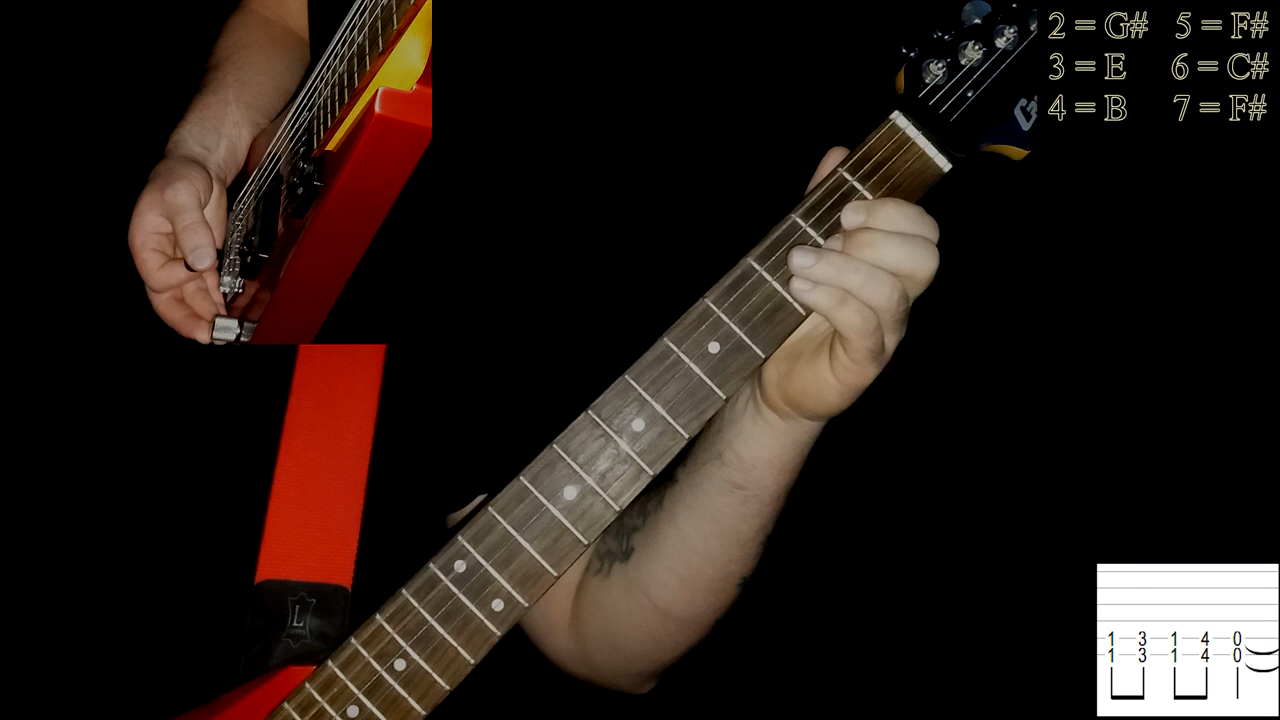 2 = G# 5 = F#
3 = E 6 = C#
4 = B 7 = F#
G
L
1 3 1 4 0
1 3 1 4 0